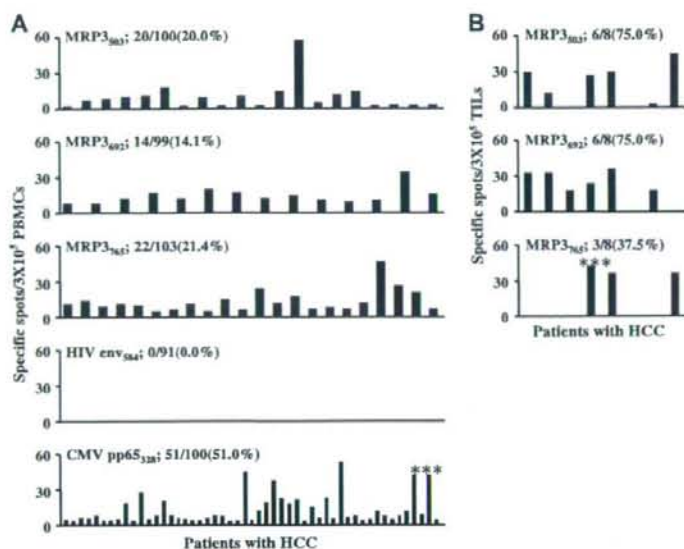 A
MRP3503; 20/100(20.0%)
60
30
0
MRP3692; 14/99(14.1%)
60
30
0
MRP3765; 22/103(21.4%)
60
30
0
HIV env584; 0/91(0.0%)
60
30
0
CMV pp65328; 51/100(51.0%)
60
30
0
***
Specific spots/3X10⁵ PBMCs
Patients with HCC
B
MRP3503; 6/8(75.0%)
60
30
0
MRP3692; 6/8(75.0%)
60
30
0
MRP3765; 3/8(37.5%)
60
30
0
***
Specific spots/3X10⁵ TILs
Patients with HCC